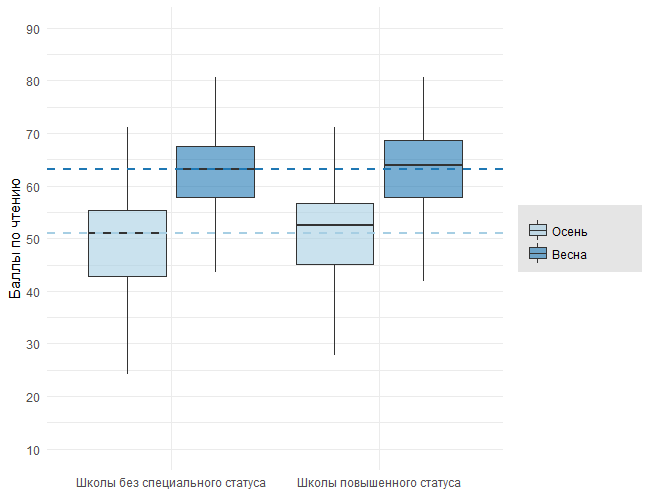 Баллы по чтению
90
80
70
60
50
40
30
20
10
Школы без специального статуса
Школы повышенного статуса
Осень
Весна